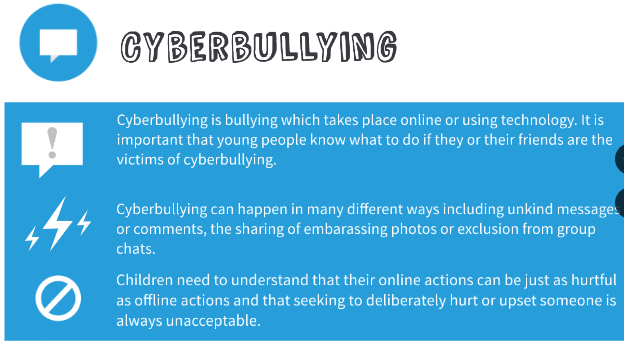 CYBERBULLYING
Cyberbullying is bullying which takes place online or using technology. It is
important that young people know what to do if they or their friends are the
victims of cyberbullying.
Cyberbullying can happen in many different ways including unkind messages
or comments, the sharing of embarassing photos or exclusion from group
chats.
Children need to understand that their online actions can be just as hurtful
as offline actions and that seeking to deliberately hurt or upset someone is
always unacceptable.